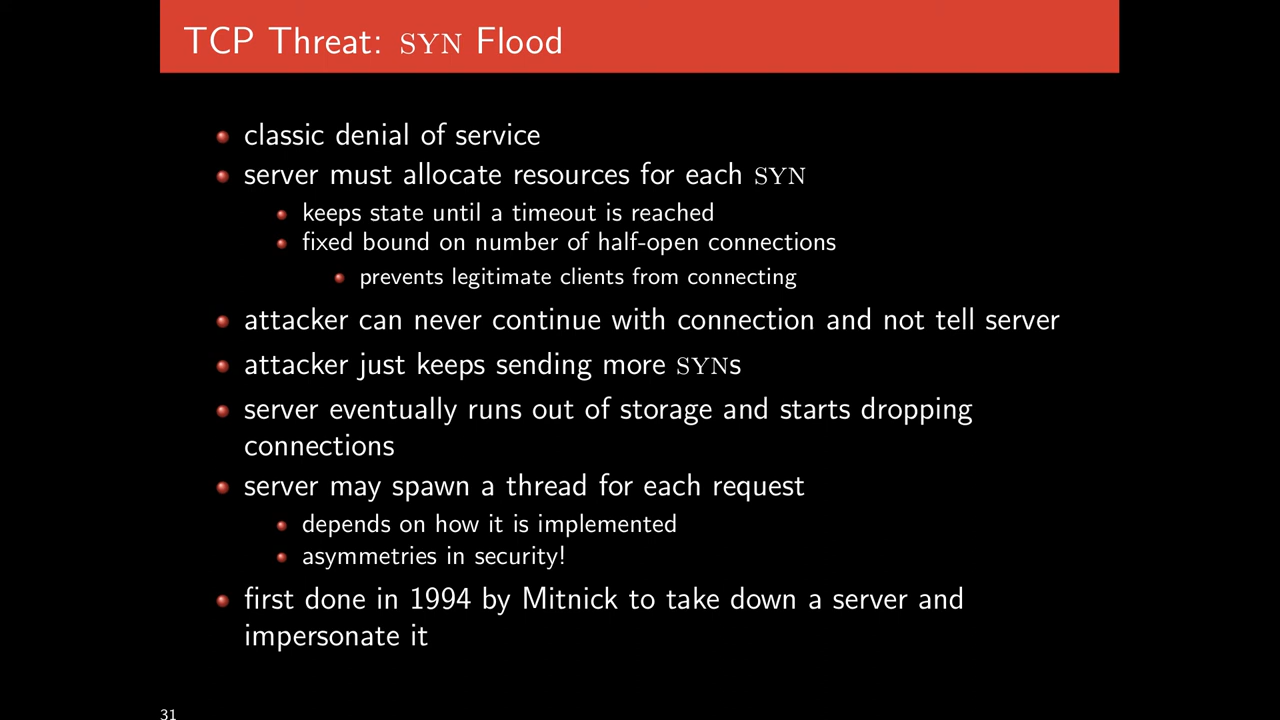 TCP Threat: SYN Flood
classic denial of service
server must allocate resources for each SYN
keeps state until a timeout is reached
fixed bound on number of half-open connections
prevents legitimate clients from connecting
attacker can never continue with connection and not tell server
attacker just keeps sending more SYNs
server eventually runs out of storage and starts dropping
connections
server may spawn a thread for each request
depends on how it is implemented
asymmetries in security!
first done in 1994 by Mitnick to take down a server and
impersonate it
31